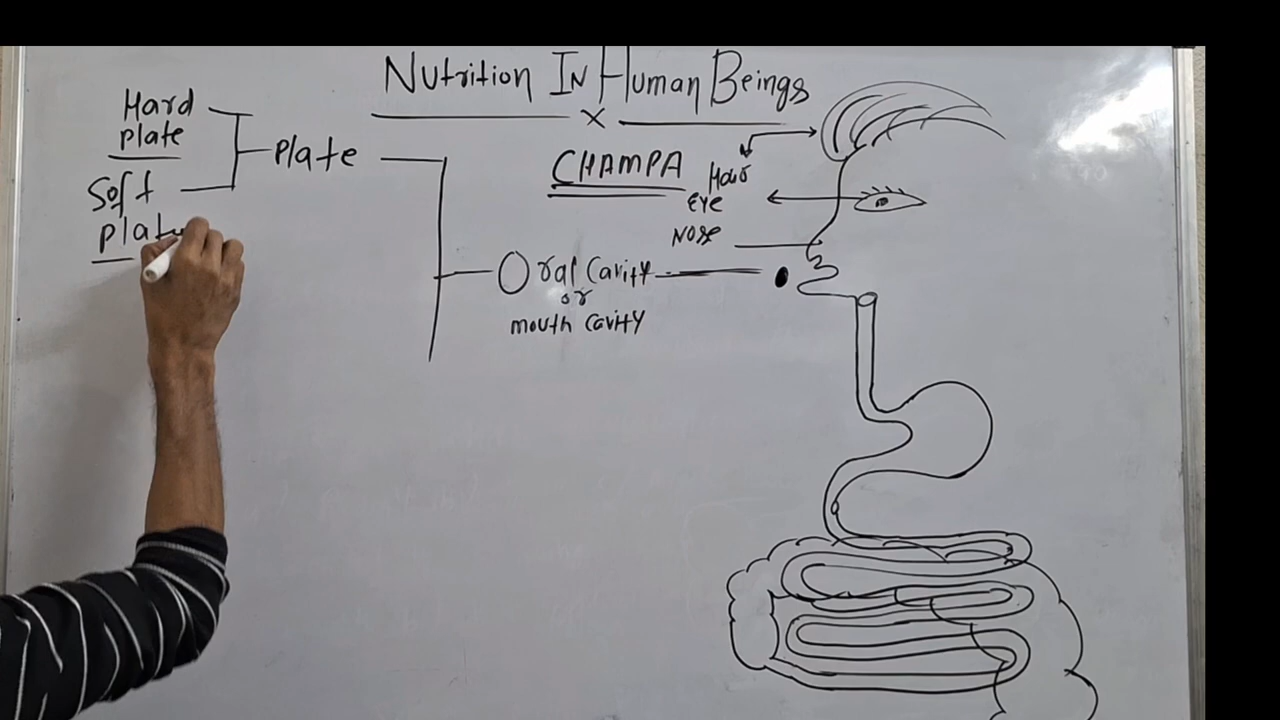 Nutrition In Human Beings
x
Hard
plate
Plate
Soft
CHAMPA
Hair
EYE
Nose
Oral Cavity
or
mouth Cavity